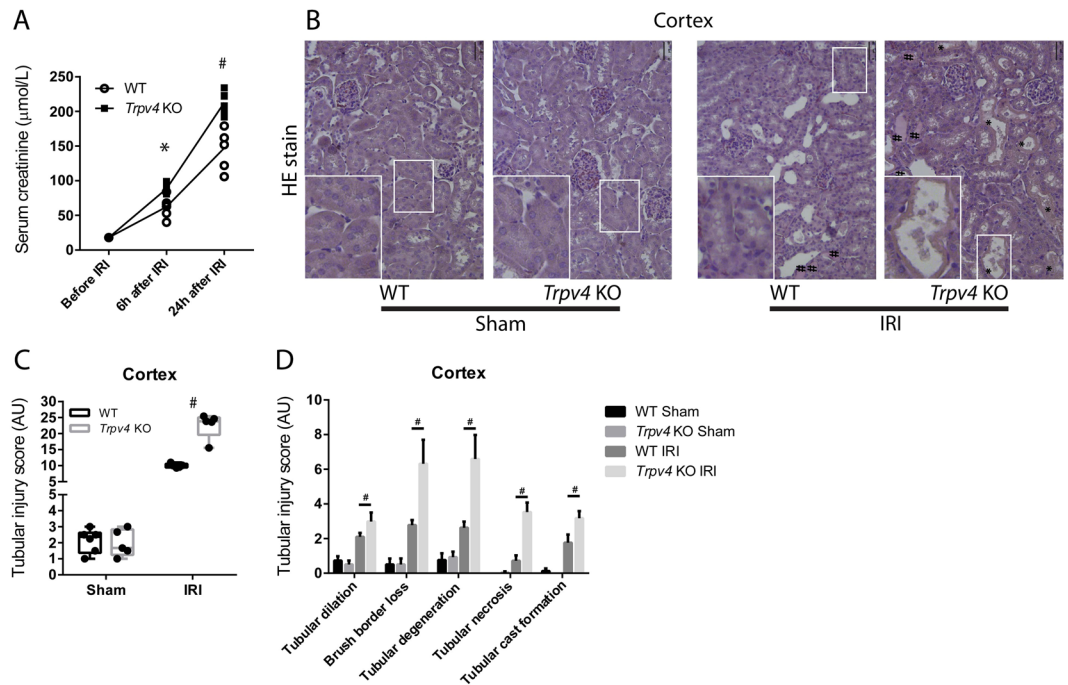 A
Serum creatinine (μmol/L)
250
200
150
100
50
0
WT
Trpv4 KO
*
#
Before IRI
6h after IRI
24h after IRI
B
Cortex
HE stain
*
#
#
#
*
*
##
#
*
*
*
WT
Trpv4 KO
WT
Trpv4 KO
Sham
IRI
C
Cortex
Tubular injury score (AU)
30
25
20
15
10
5
3
2
1
0
WT
Trpv4 KO
#
Sham
IRI
D
Cortex
Tubular injury score (AU)
10
8
6
4
2
0
#
#
#
#
#
WT Sham
Trpv4 KO Sham
WT IRI
Trpv4 KO IRI
Tubular dilation
Brush border loss
Tubular degeneration
Tubular necrosis
Tubular cast formation